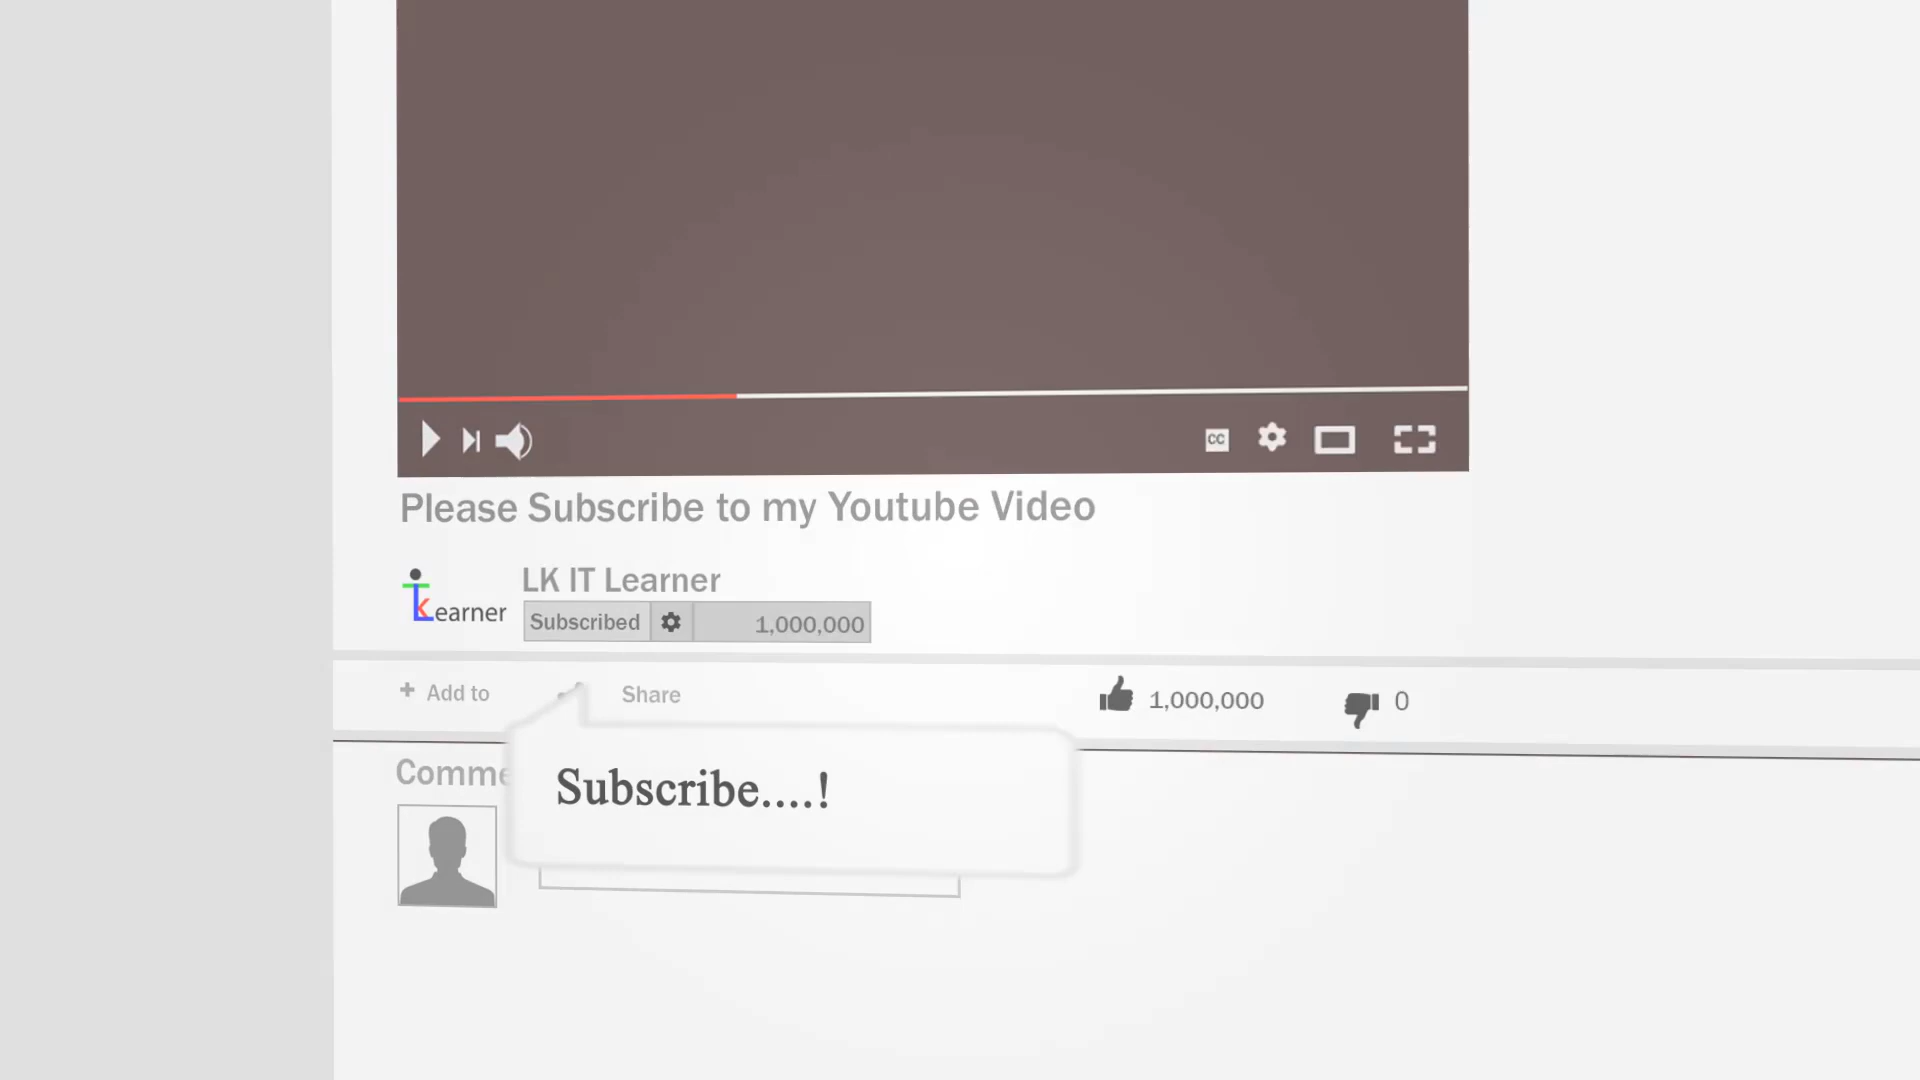 CC
Please Subscribe to my Youtube Video
LK IT Learner
Learner
Subscribed 1,000,000
+ Add to Share 1,000,000 0
Comme
Subscribe....!